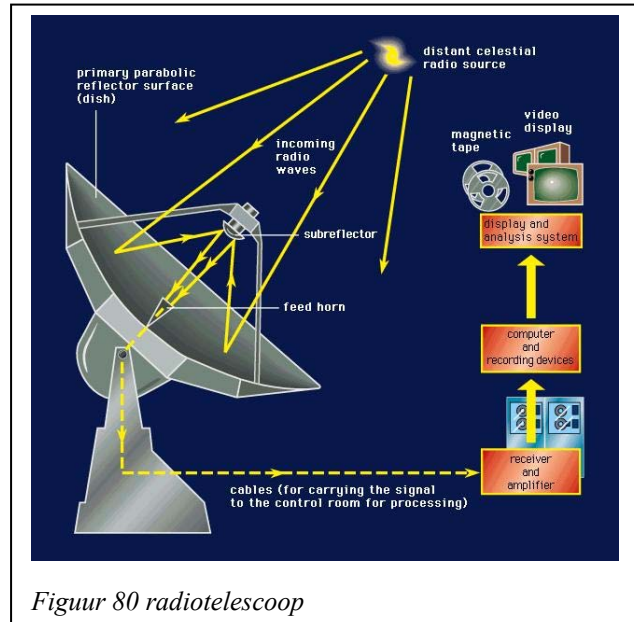 distant celestial
radio source
primary parabolic
reflector surface
(dish)
incoming
radio
waves
video
display
magnetic
tape
subreflector
display and
analysis system
feed horn
computer
and
recording devices
receiver
and
amplifier
cables (for carrying the signal
to the control room for processing)
Figuur 80 radiotelescoop